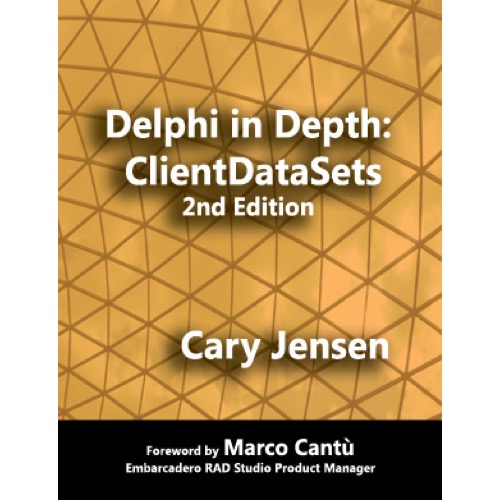 Delphi in Depth:
ClientDataSets
2nd Edition
Cary Jensen
Foreword by Marco Cantù
Embarcadero RAD Studio Product Manager